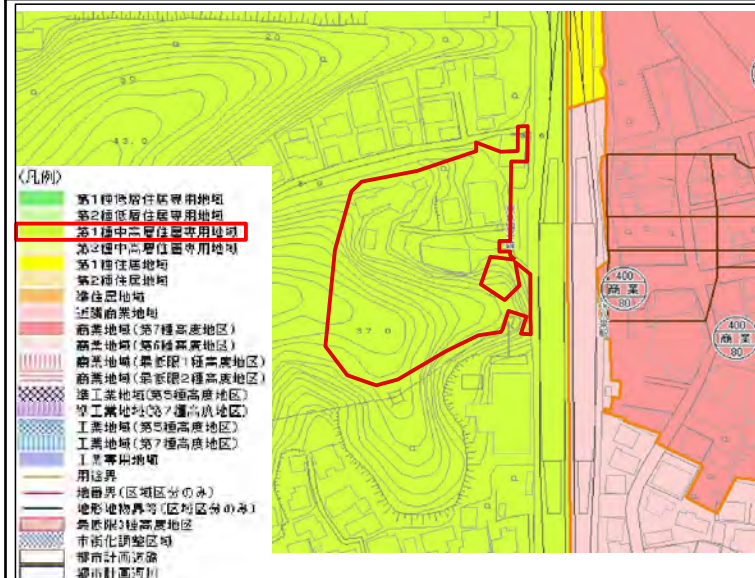 (凡例)
第1種低層住居専用地域
第2種低層住居専用地域
第1種中高層住居専用地域
第2種中高層住居専用地域
第1種住居地域
第2種住居地域
準住居地域
近隣商業地域
商業地域(第7種高度地区)
商業地域(第6種高度地区)
商業地域(最低限1種高度地区)
商業地域(最低限2種高度地区)
準工業地域(第5種高度地区)
準工業地域(第7種高度地区)
工業地域(第5種高度地区)
工業地域(第7種高度地区)
工業専用地域
用途界
地番界(区域区分のみ)
地形地物界等(区域区分のみ)
最低限3種高度地区
市街化調整区域
都市計画道路
都市計画河川
37.0
400
商業
80
400
商業
80